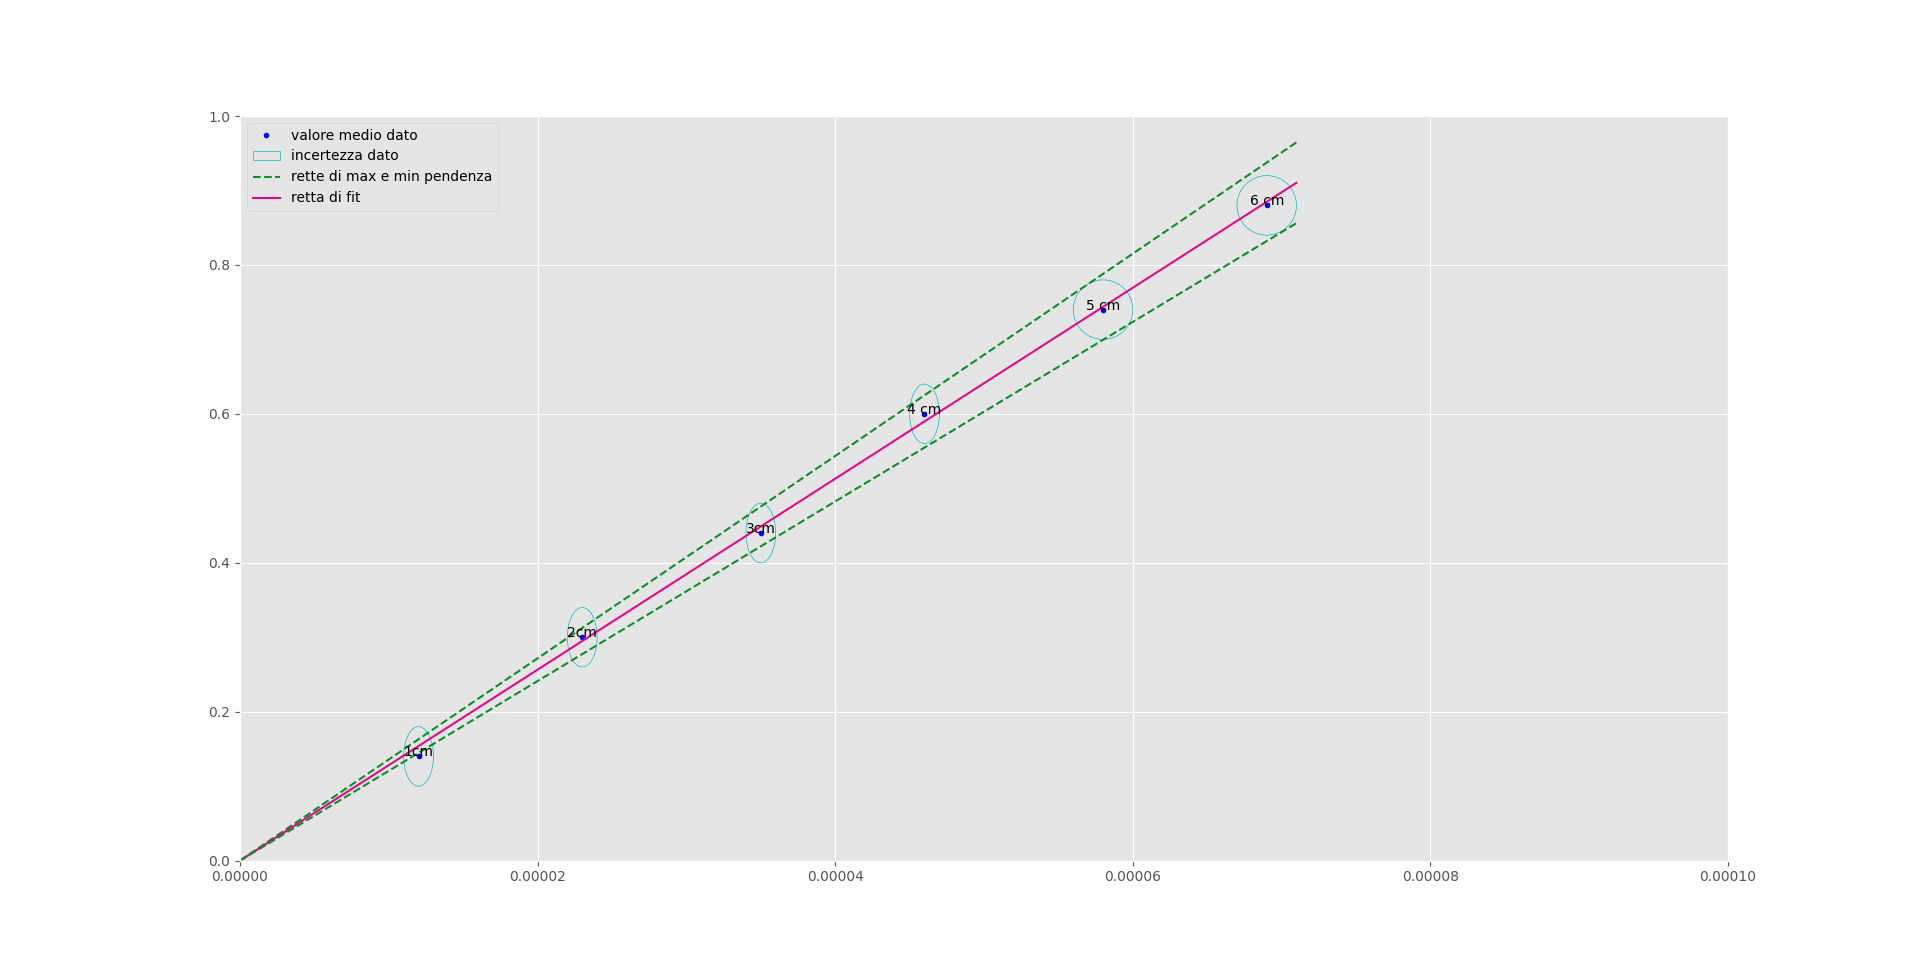 1.0
valore medio dato
incertezza dato
rette di max e min pendenza
retta di fit
6 cm
0.8
5 cm
0.6
4 cm
3cm
0.4
2cm
0.2
1cm
0.0
0.00000 0.00002 0.00004 0.00006 0.00008 0.00010